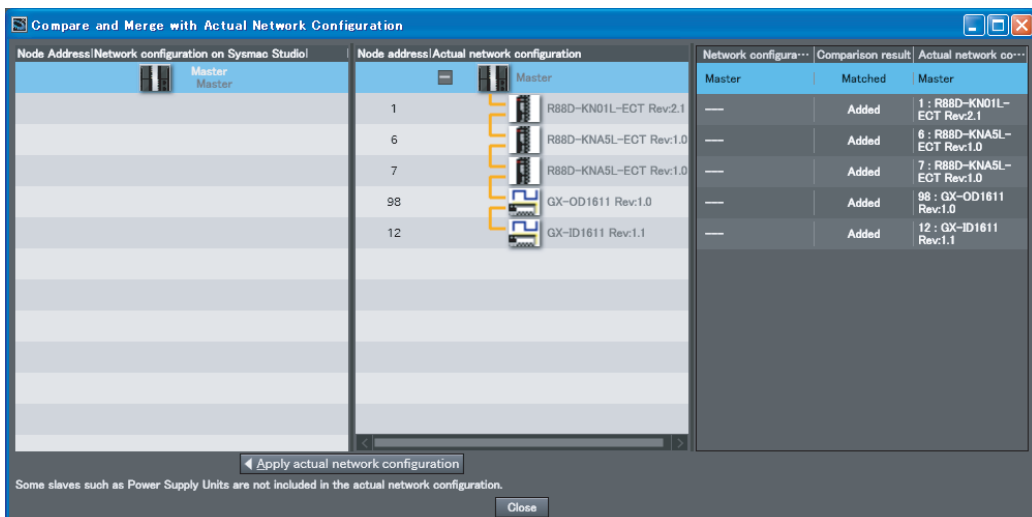 Compare and Merge with Actual Network Configuration
Node Address|Network configuration on Sysmac Studio|
Master
Master
Node address|Actual network configuration
Master
1 R88D-KN01L-ECT Rev:2.1
6 R88D-KNA5L-ECT Rev:1.0
7 R88D-KNA5L-ECT Rev:1.0
98 GX-OD1611 Rev:1.0
12 GX-ID1611 Rev:1.1
Network configura··· Comparison result Actual network co···
Master Matched Master
--- Added 1 : R88D-KN01L-
ECT Rev:2.1
--- Added 6 : R88D-KNA5L-
ECT Rev:1.0
--- Added 7 : R88D-KNA5L-
ECT Rev:1.0
--- Added 98 : GX-OD1611
Rev:1.0
--- Added 12 : GX-ID1611
Rev:1.1
Apply actual network configuration
Some slaves such as Power Supply Units are not included in the actual network configuration.
Close